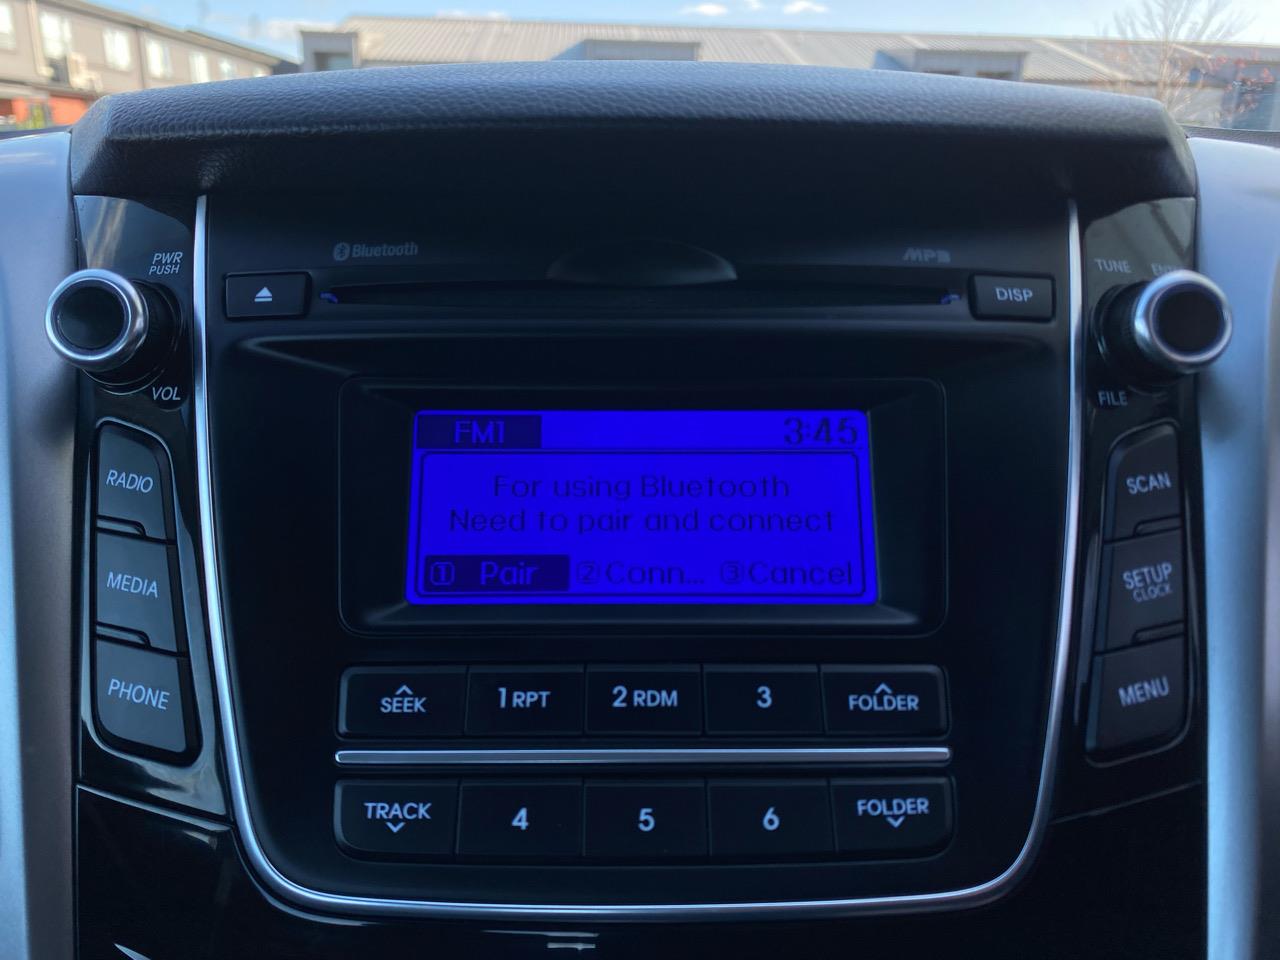 Bluetooth
MP3
PWR
PUSH
VOL
DISP
TUNE
FILE
FM1 3:45
For using Bluetooth
Need to pair and connect
① Pair ②Conn... ③Cancel
RADIO
MEDIA
PHONE
SCAN
SETUP
CLOCK
MENU
SEEK 1 RPT 2 RDM 3 FOLDER
TRACK 4 5 6 FOLDER